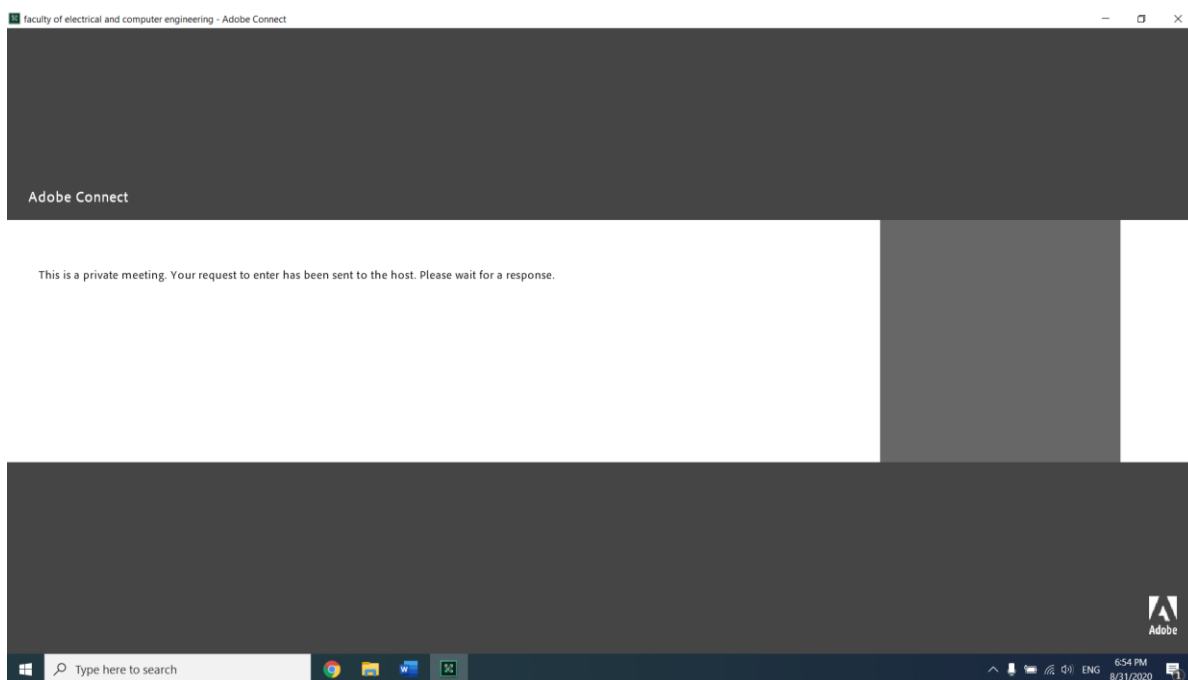 faculty of electrical and computer engineering - Adobe Connect
Adobe Connect
This is a private meeting. Your request to enter has been sent to the host. Please wait for a response.
Adobe
Type here to search
W
ENG
6:54 PM
8/31/2020
1